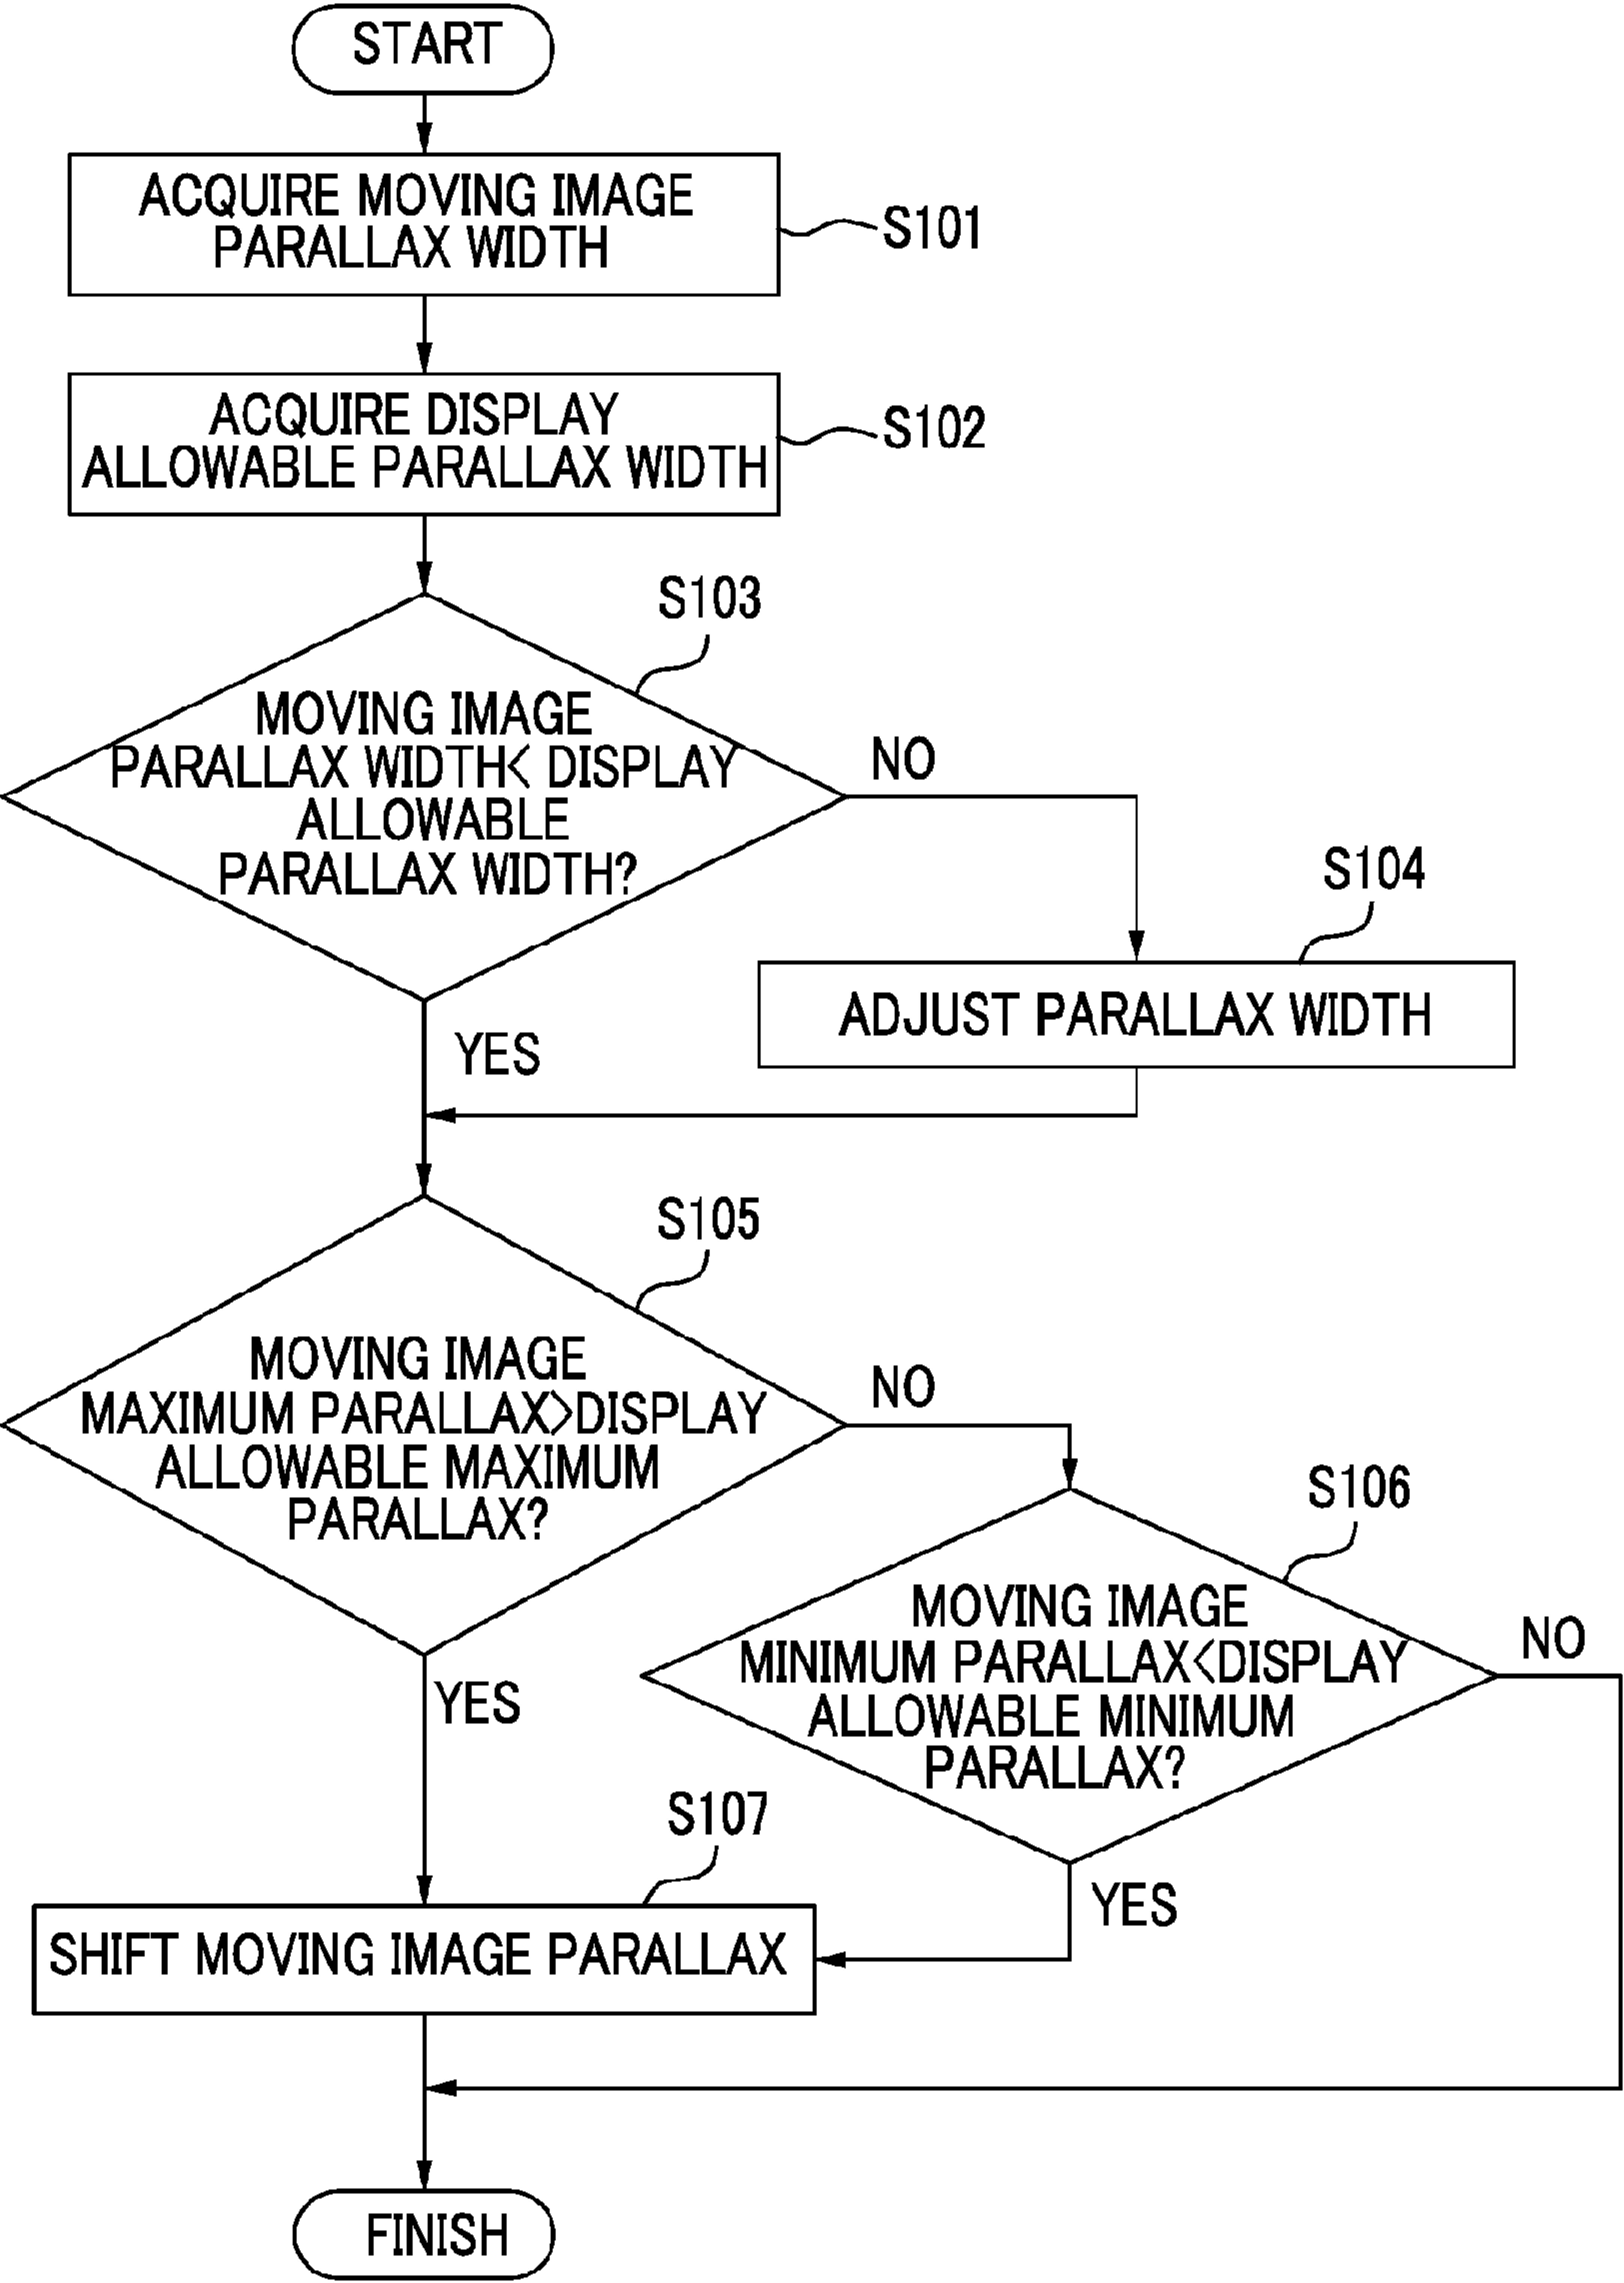 START
ACQUIRE MOVING IMAGE
PARALLAX WIDTH
S101
ACQUIRE DISPLAY
ALLOWABLE PARALLAX WIDTH
S102
S103
MOVING IMAGE
PARALLAX WIDTH< DISPLAY
ALLOWABLE
PARALLAX WIDTH?
NO
S104
ADJUST PARALLAX WIDTH
YES
S105
MOVING IMAGE
MAXIMUM PARALLAX>DISPLAY
ALLOWABLE MAXIMUM
PARALLAX?
NO
S106
MOVING IMAGE
MINIMUM PARALLAX<DISPLAY
ALLOWABLE MINIMUM
PARALLAX?
NO
YES
S107
YES
SHIFT MOVING IMAGE PARALLAX
FINISH